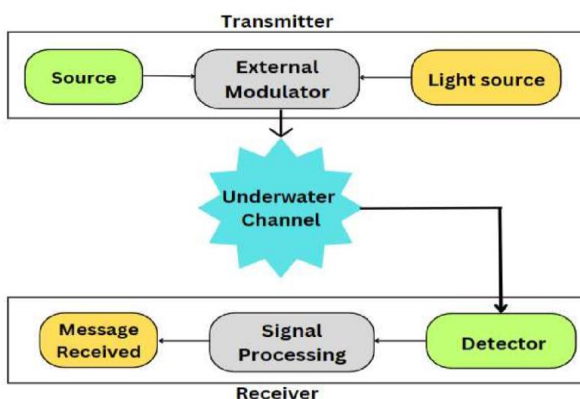 Transmitter
Source
External
Modulator
Light source
Underwater
Channel
Message
Received
Signal
Processing
Detector
Receiver